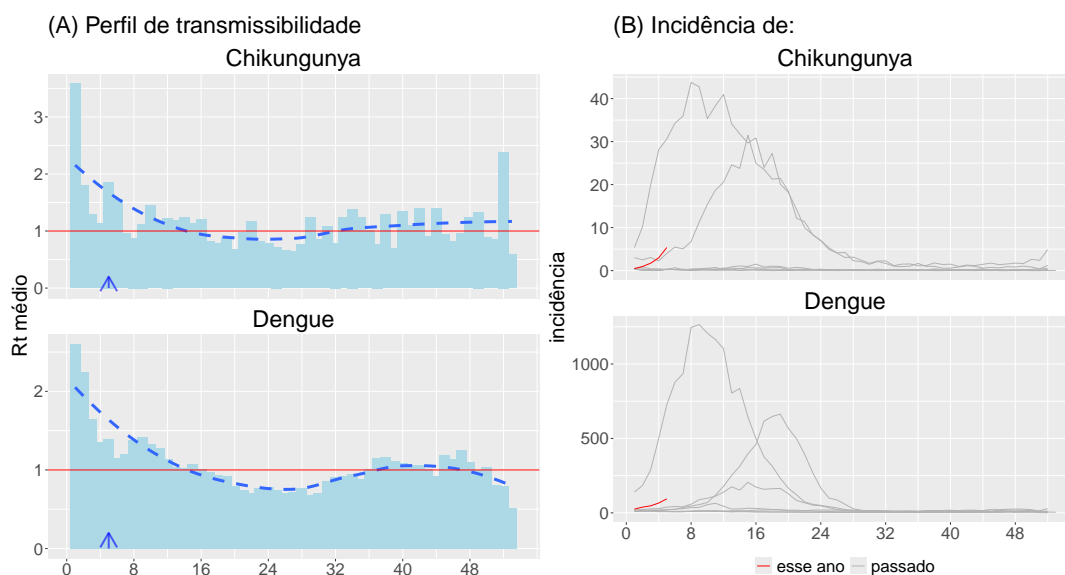 (A) Perfil de transmissibilidade
Chikungunya
3
2
1
0
Dengue
2
1
0
0 8 16 24 32 40 48
Rt médio
(B) Incidência de:
Chikungunya
40
30
20
10
0
Dengue
1000
500
0
0 8 16 24 32 40 48
incidência
esse ano passado